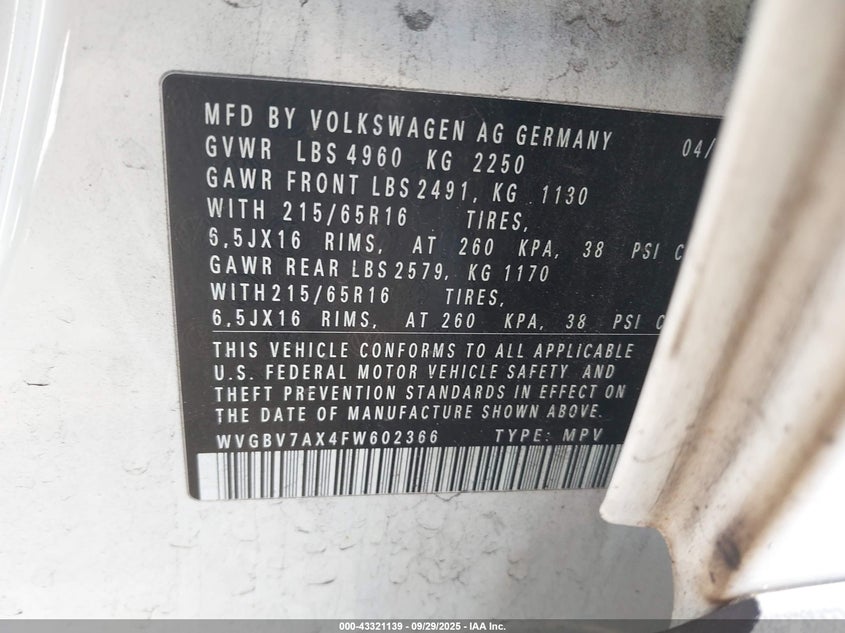 MFD BY VOLKSWAGEN AG GERMANY 04/
GVWR LBS 4960 KG 2250
GAWR FRONT LBS 2491, KG 1130
WITH 215/65R16 TIRES,
6,5JX16 RIMS, AT 260 KPA, 38 PSI C
GAWR REAR LBS 2579, KG 1170
WITH 215/65R16 TIRES,
6,5JX16 RIMS, AT 260 KPA, 38 PSI C
THIS VEHICLE CONFORMS TO ALL APPLICABLE
U.S. FEDERAL MOTOR VEHICLE SAFETY AND
THEFT PREVENTION STANDARDS IN EFFECT ON
THE DATE OF MANUFACTURE SHOWN ABOVE.
WVGBV7AX4FW602366 TYPE: MPV
000-43321139 - 09/29/2025 - IAA Inc.